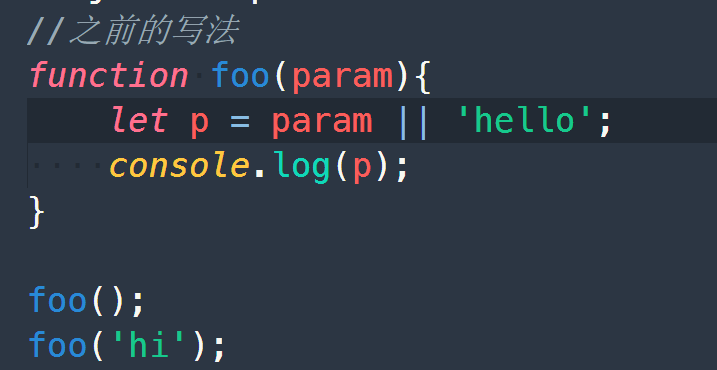 //之前的写法
function foo(param){
    let p = param || 'hello';
    console.log(p);
}
foo();
foo('hi');